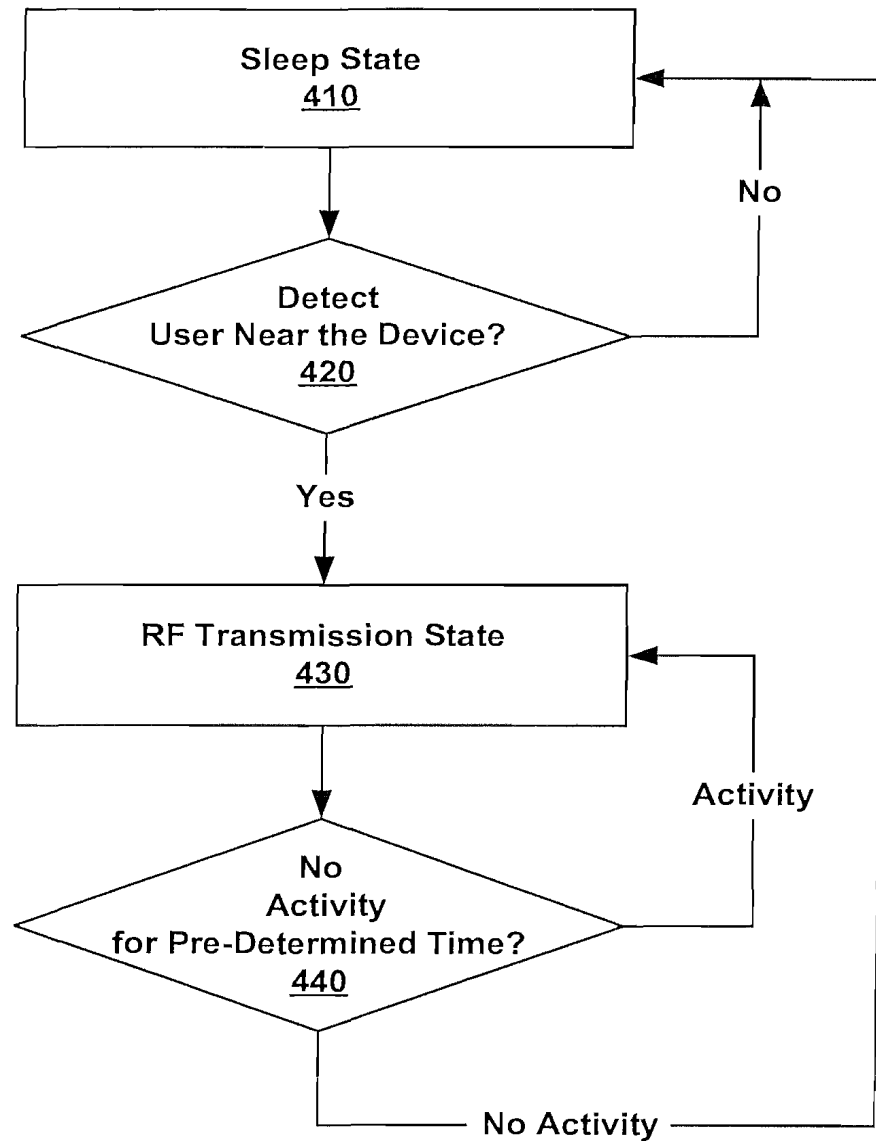 Sleep State
410
No
Detect
User Near the Device?
420
Yes
RF Transmission State
430
Activity
No
Activity
for Pre-Determined Time?
440
No Activity